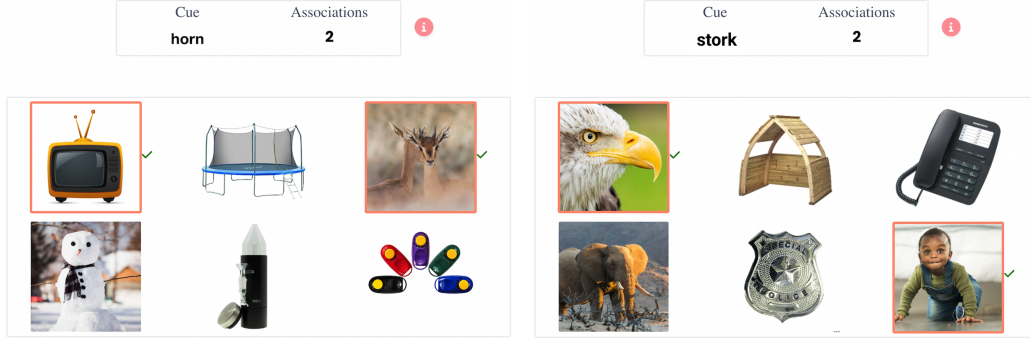 Cue Associations
horn 2
i
Cue Associations
stork 2
i
SPECIAL
POLICE